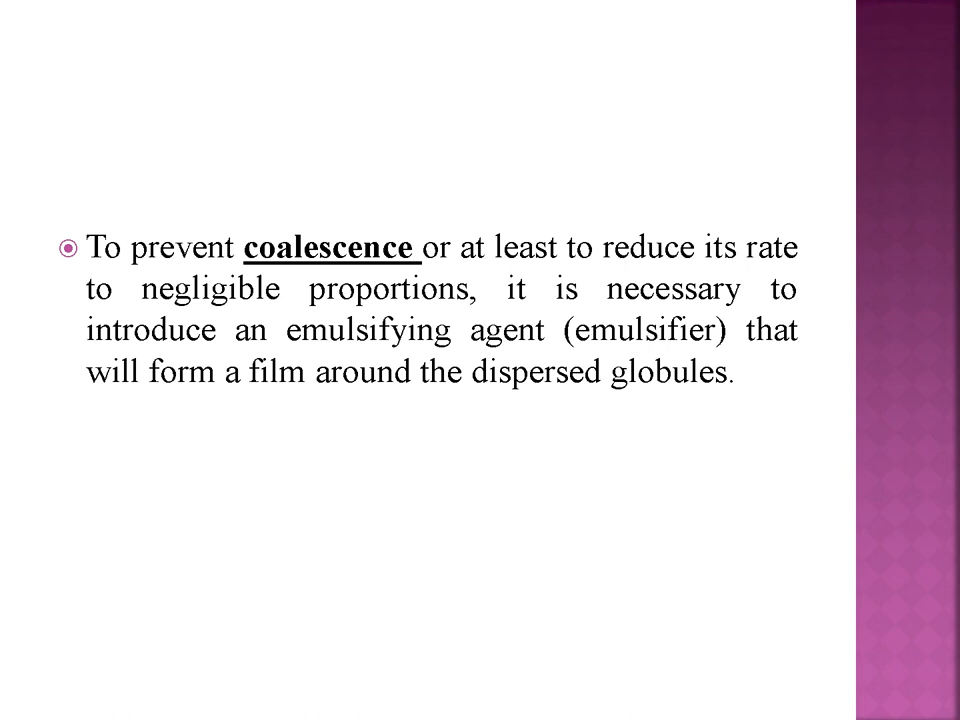 To prevent coalescence or at least to reduce its rate
to negligible proportions, it is necessary to
introduce an emulsifying agent (emulsifier) that
will form a film around the dispersed globules.